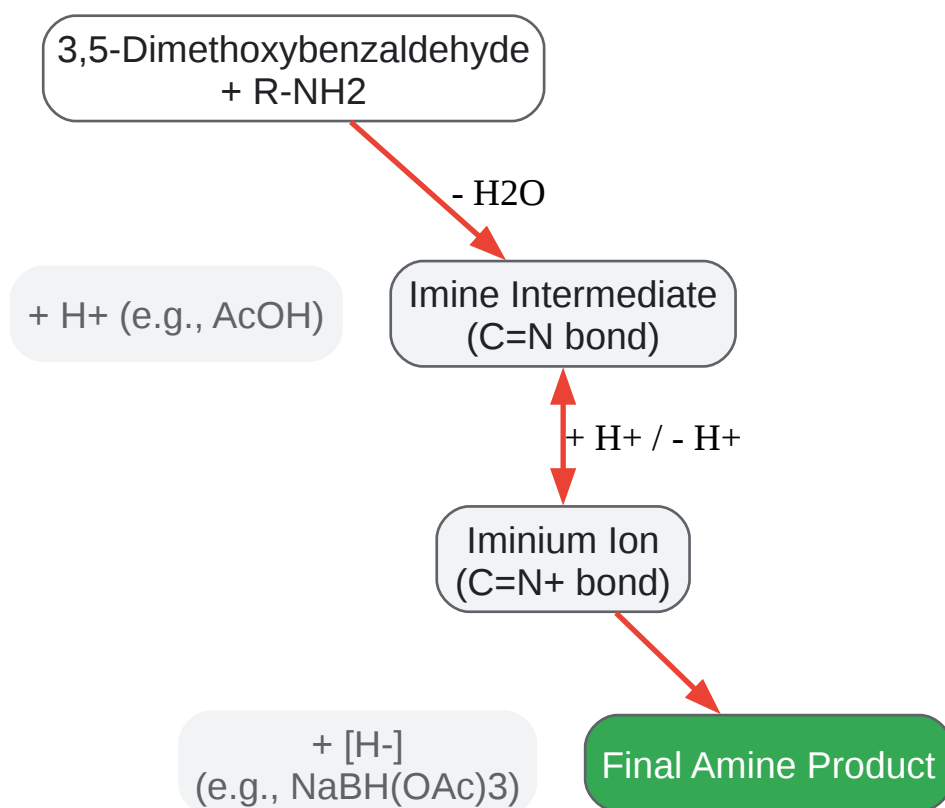 3,5-Dimethoxybenzaldehyde
+ R-NH2
- H2O
+ H+ (e.g., AcOH)
Imine Intermediate
(C=N bond)
+ H+ / - H+
Iminium Ion
(C=N+ bond)
+ [H-]
(e.g., NaBH(OAc)3)
Final Amine Product